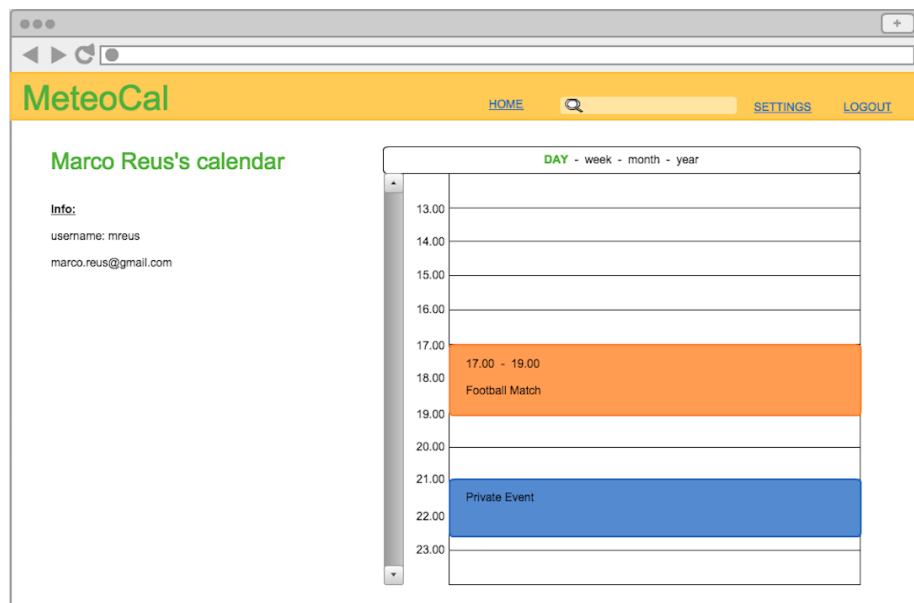 +
MeteoCal
HOME
SETTINGS
LOGOUT
Marco Reus's calendar
Info:
username: mreus
marco.reus@gmail.com
DAY - week - month - year
13.00
14.00
15.00
16.00
17.00
17.00 - 19.00
18.00
Football Match
19.00
20.00
21.00
Private Event
22.00
23.00